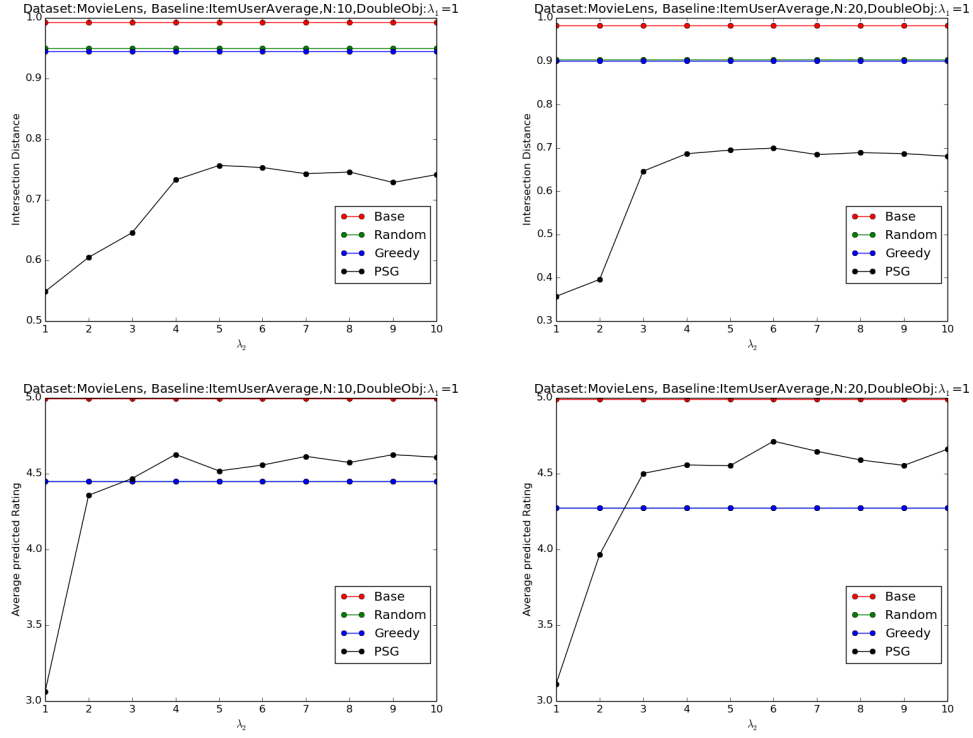 Dataset:MovieLens, Baseline:ItemUserAverage,N:10,DoubleObj:λ₁=1
1.0
0.9
0.8
0.7
0.6
0.5
Intersection Distance
Base
Random
Greedy
PSG
1 2 3 4 5 6 7 8 9 10
λ₂
Dataset:MovieLens, Baseline:ItemUserAverage,N:20,DoubleObj:λ₁=1
1.0
0.9
0.8
0.7
0.6
0.5
0.4
0.3
Intersection Distance
Base
Random
Greedy
PSG
1 2 3 4 5 6 7 8 9 10
λ₂
Dataset:MovieLens, Baseline:ItemUserAverage,N:10,DoubleObj:λ₁=1
5.0
4.5
4.0
3.5
3.0
Average predicted Rating
Base
Random
Greedy
PSG
1 2 3 4 5 6 7 8 9 10
λ₂
Dataset:MovieLens, Baseline:ItemUserAverage,N:20,DoubleObj:λ₁=1
5.0
4.5
4.0
3.5
3.0
Average predicted Rating
Base
Random
Greedy
PSG
1 2 3 4 5 6 7 8 9 10
λ₂